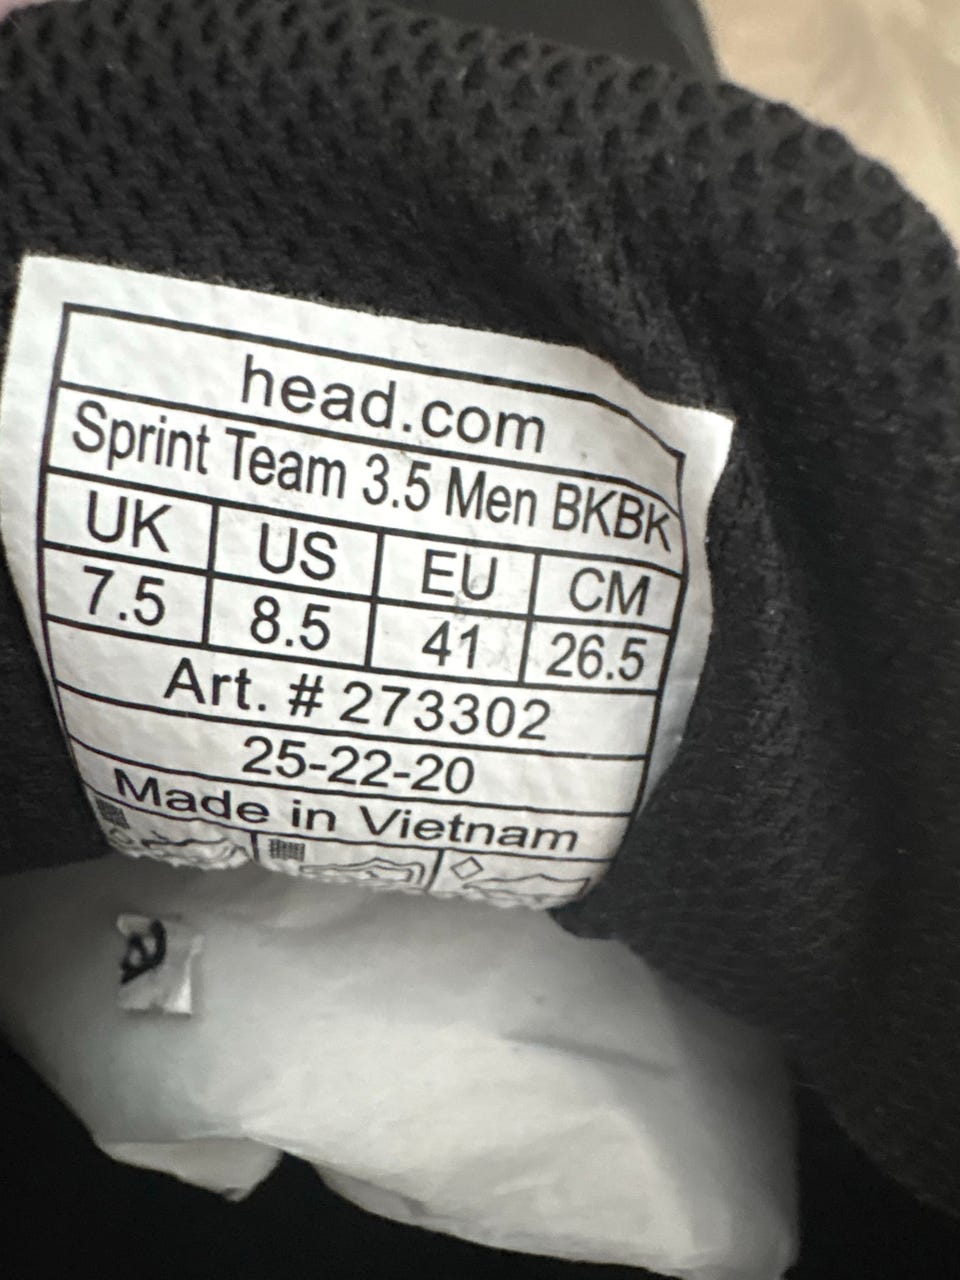 head.com
Sprint Team 3.5 Men BKBK
UK US EU CM
7.5 8.5 41 26.5
Art. # 273302
25-22-20
Made in Vietnam